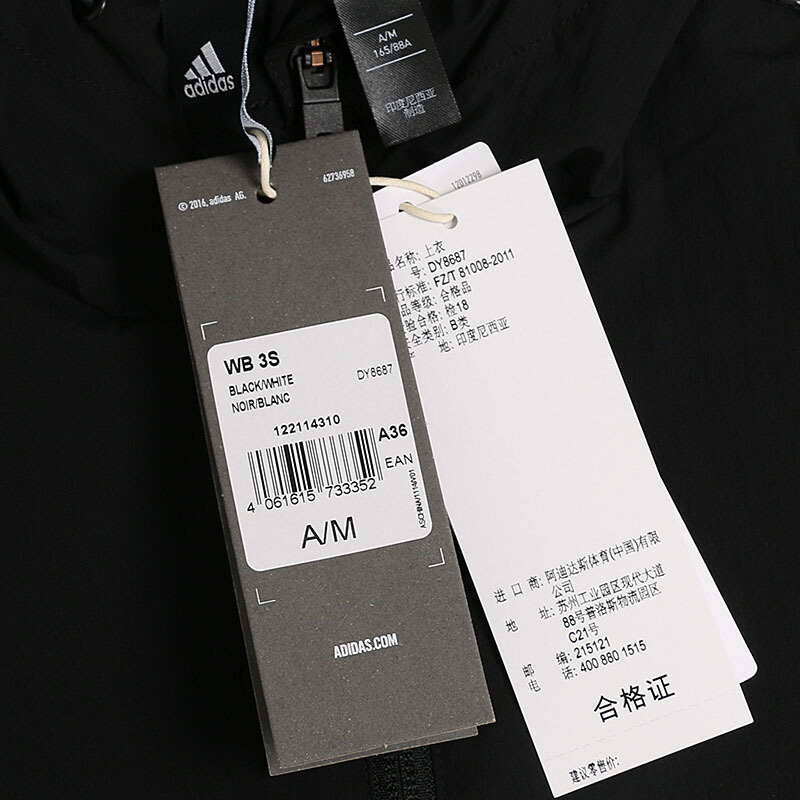 adidas
A/M
165/88A
印度尼西亚
制造
© 2016, adidas AG.
62736958
WB 3S
BLACK/WHITE
DY8687
NOIR/BLANC
122114310
A36
EAN
4 061615 733352
A/M
ADIDAS.COM
12012298
名称: 上衣
号: DY8687
行标准: FZ/T 81008-2011
品等级: 合格品
验合格: 检18
全类别: B类
地: 印度尼西亚
进 口 商: 阿迪达斯体育(中国)有限
公司
地 址: 苏州工业园区现代大道
88号普洛斯物流园区
C21号
邮 编: 215121
电 话: 400 880 1515
合格证
建议零售价: